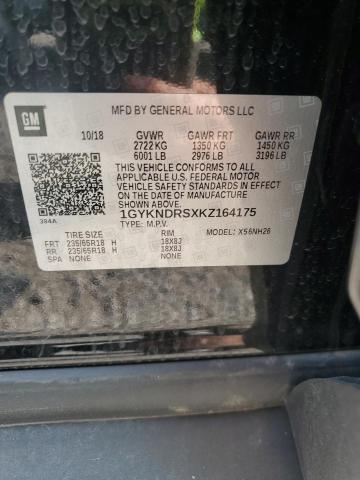 GM
MFD BY GENERAL MOTORS LLC
10/18 GVWR GAWR FRT GAWR RR
2722 KG 1350 KG 1450 KG
6001 LB 2976 LB 3196 LB
THIS VEHICLE CONFORMS TO ALL
APPLICABLE U.S. FEDERAL MOTOR
VEHICLE SAFETY AND THEFT PREVENTION
STANDARDS IN EFFECT ON THE DATE OF MANUFACTURE
SHOWN ABOVE.
384A 1GYKNDRSXKZ164175
TYPE: M.P.V. MODEL: X56NH26
TIRE SIZE RIM
FRT 235/65R18 H 18X8J
RR 235/65R18 H 18X8J
SPA NONE NONE